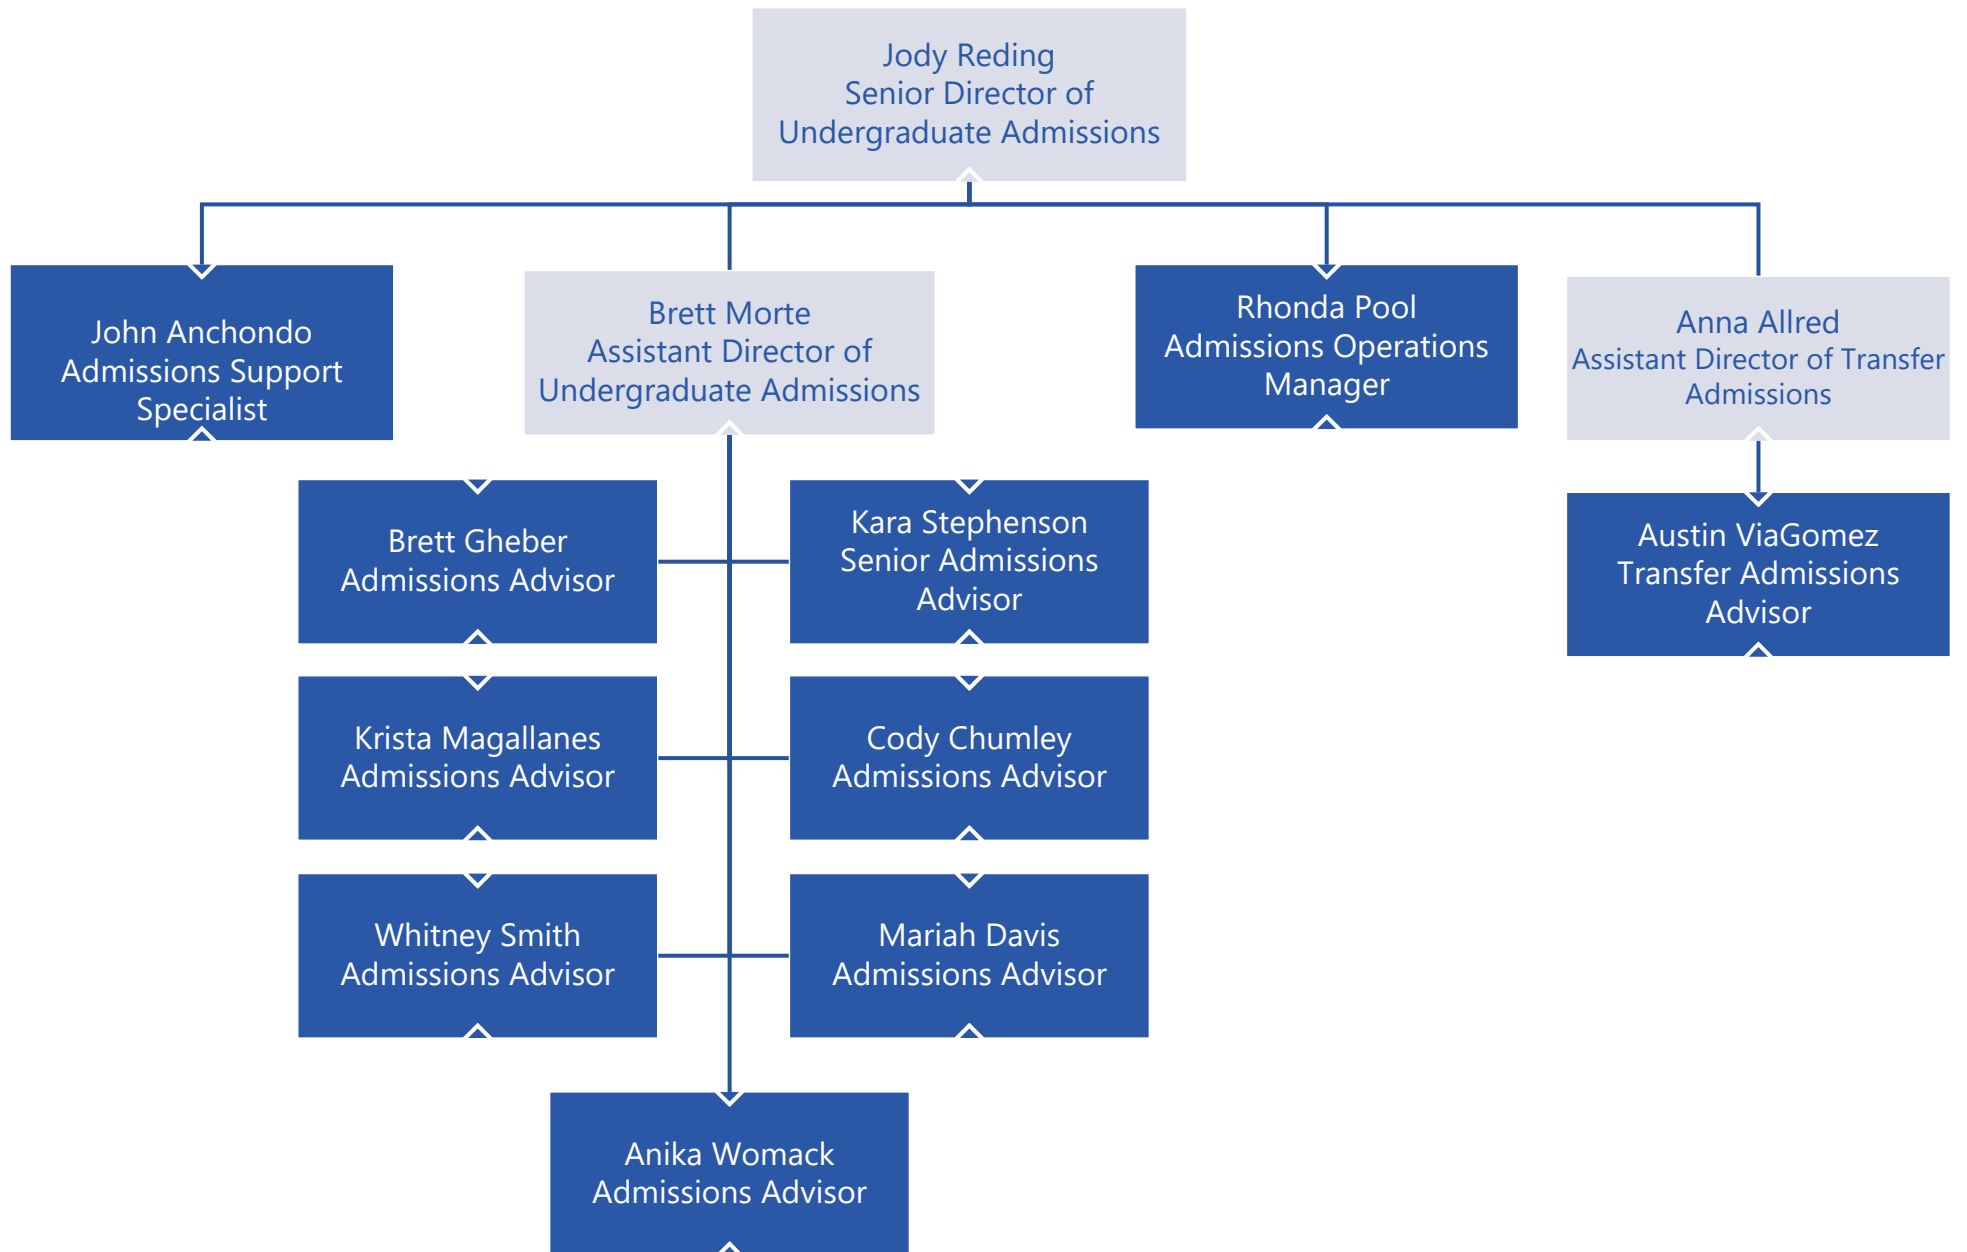 Jody Reding
Senior Director of
Undergraduate Admissions
John Anchondo
Admissions Support
Specialist
Brett Morte
Assistant Director of
Undergraduate Admissions
Rhonda Pool
Admissions Operations
Manager
Anna Allred
Assistant Director of Transfer
Admissions
Brett Gheber
Admissions Advisor
Kara Stephenson
Senior Admissions
Advisor
Austin ViaGomez
Transfer Admissions
Advisor
Krista Magallanes
Admissions Advisor
Cody Chumley
Admissions Advisor
Whitney Smith
Admissions Advisor
Mariah Davis
Admissions Advisor
Anika Womack
Admissions Advisor